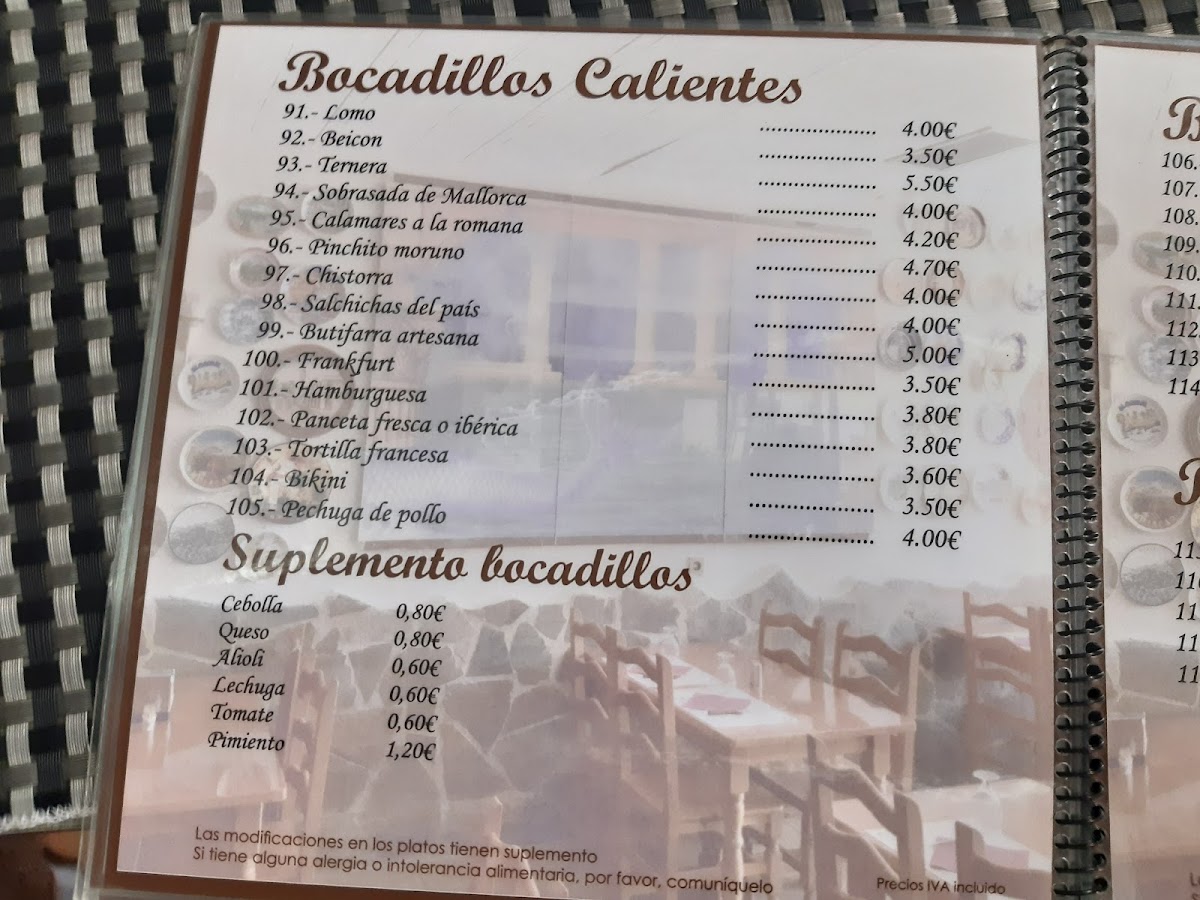 Bocadillos Calientes
91.- Lomo .................... 4.00€
92.- Beicon .................... 3.50€
93.- Ternera .................... 5.50€
94.- Sobrasada de Mallorca .................... 4.00€
95.- Calamares a la romana .................... 4.20€
96.- Pinchito moruno .................... 4.70€
97.- Chistorra .................... 4.00€
98.- Salchichas del país .................... 4.00€
99.- Butifarra artesana .................... 5.00€
100.- Frankfurt .................... 3.50€
101.- Hamburguesa .................... 3.80€
102.- Panceta fresca o ibérica .................... 3.80€
103.- Tortilla francesa .................... 3.60€
104.- Bikini .................... 3.50€
105.- Pechuga de pollo .................... 4.00€
Suplemento bocadillos
Cebolla 0,80€
Queso 0,80€
Alioli 0,60€
Lechuga 0,60€
Tomate 0,60€
Pimiento 1,20€
Las modificaciones en los platos tienen suplemento
Si tiene alguna alergia o intolerancia alimentaria, por favor, comuníquelo
Precios IVA incluido
106.
107.
108.
109.
110.
111.
112.
113
114